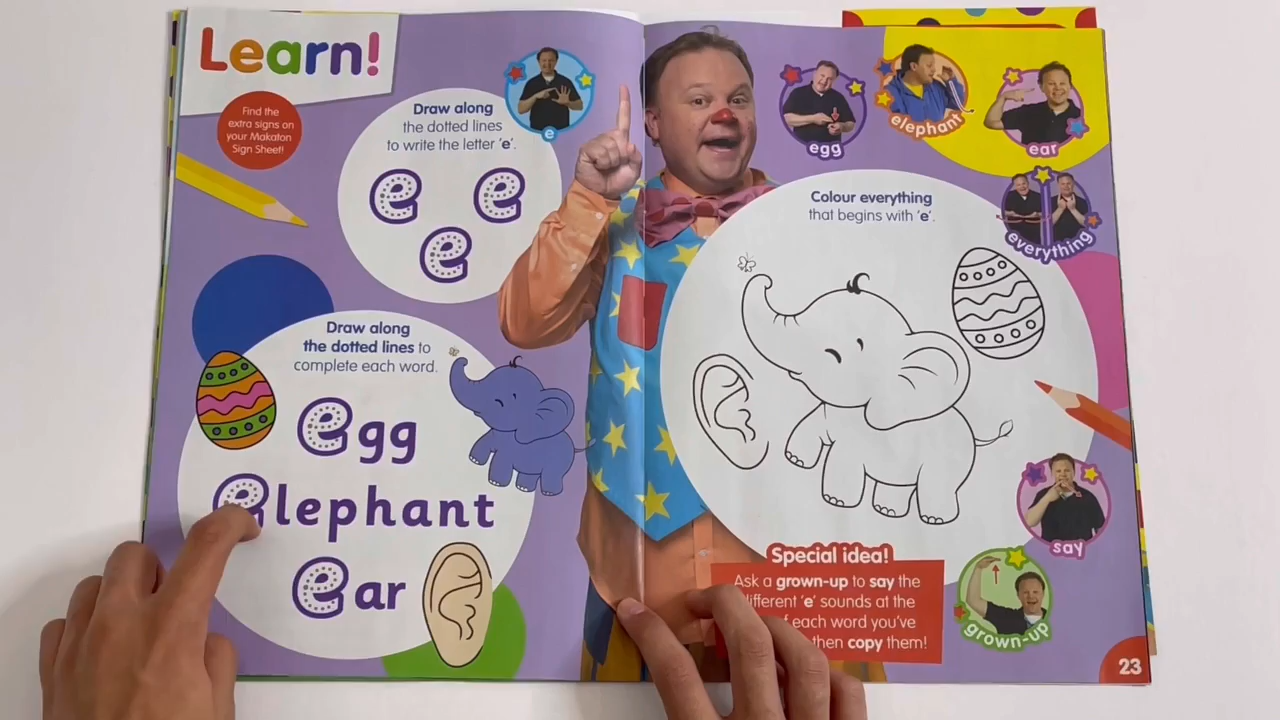 Learn!
Find the
extra signs on
your Makaton
Sign Sheet!
Draw along
the dotted lines
to write the letter 'e'.
e
e e
e
Draw along
the dotted lines to
complete each word.
egg
elephant
ear
egg
elephant
ear
everything
Colour everything
that begins with 'e'.
say
grown-up
Special idea!
Ask a grown-up to say the
different 'e' sounds at the
of each word you've
then copy them!
23